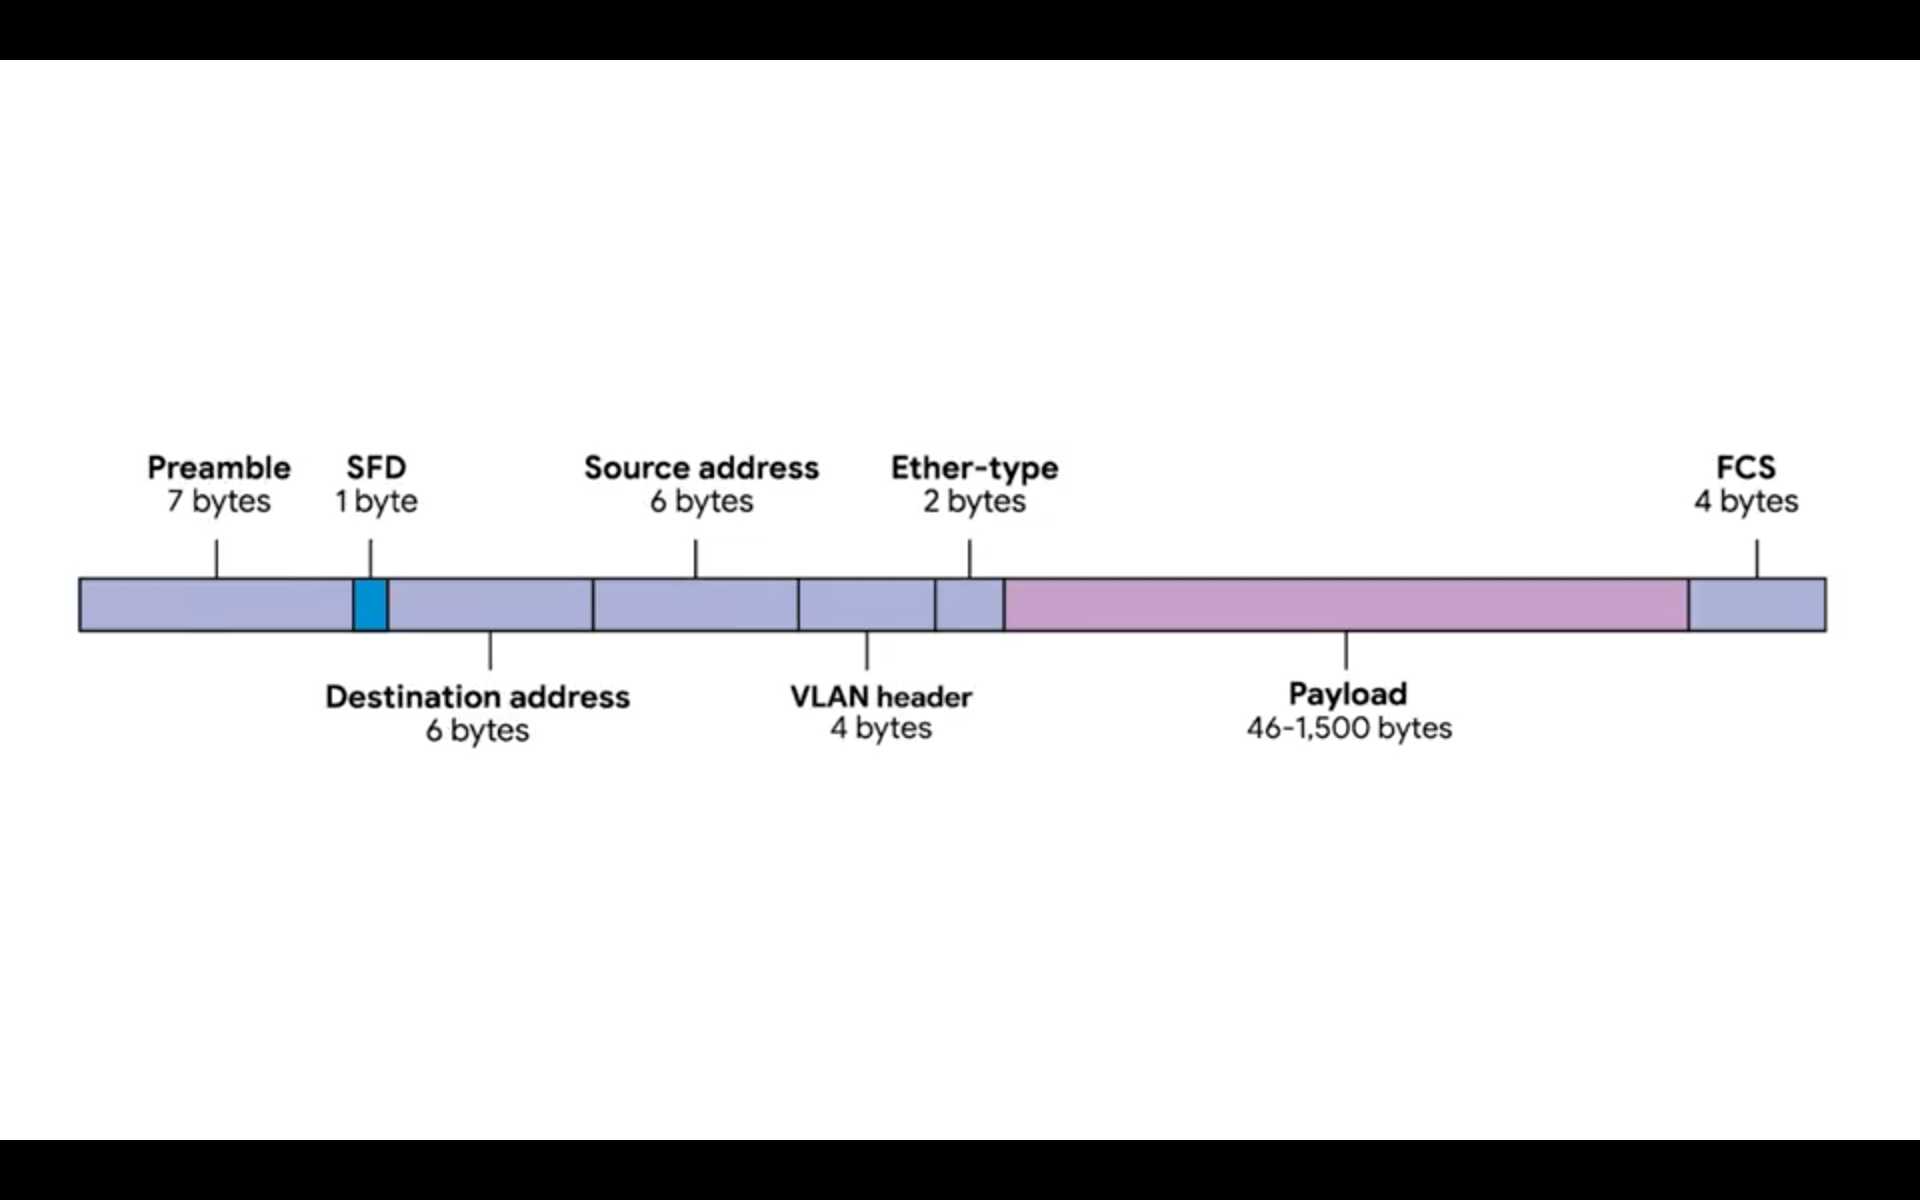 Preamble
7 bytes
SFD
1 byte
Source address
6 bytes
Ether-type
2 bytes
FCS
4 bytes
Destination address
6 bytes
VLAN header
4 bytes
Payload
46-1,500 bytes